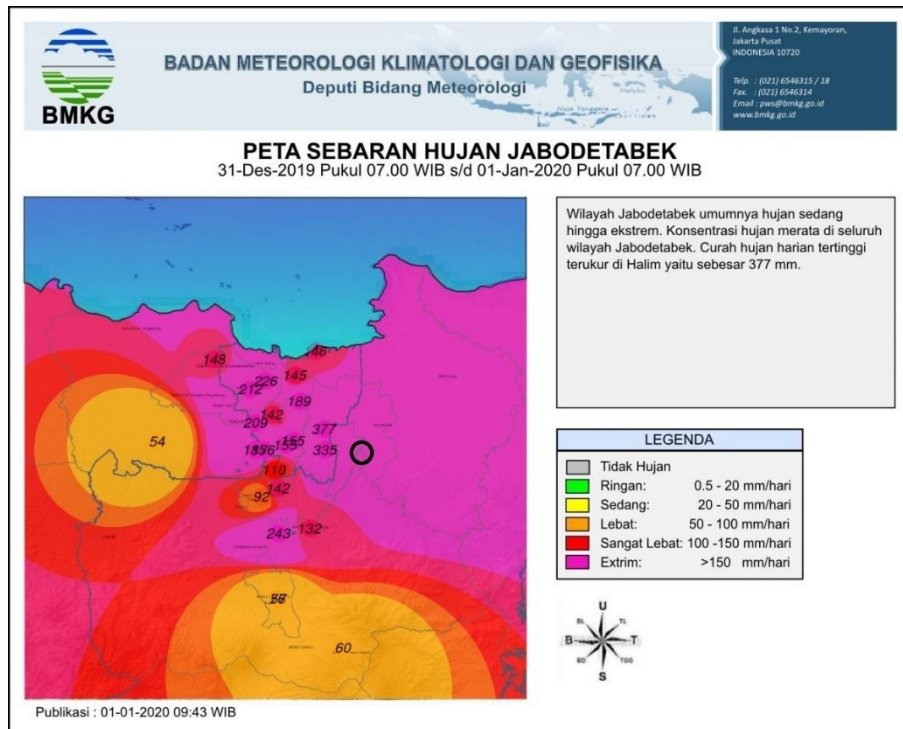 BMKG
BADAN METEOROLOGI KLIMATOLOGI DAN GEOFISIKA
Deputi Bidang Meteorologi
Jl. Angkasa 1 No.2, Kemayoran,
Jakarta Pusat
INDONESIA 10720
Telp. : (021) 6546315 / 18
Fax. : (021) 6546314
Email : pws@bmkg.go.id
www.bmkg.go.id
PETA SEBARAN HUJAN JABODETABEK
31-Des-2019 Pukul 07.00 WIB s/d 01-Jan-2020 Pukul 07.00 WIB
Wilayah Jabodetabek umumnya hujan sedang
hingga ekstrem. Konsentrasi hujan merata di seluruh
wilayah Jabodetabek. Curah hujan harian tertinggi
terukur di Halim yaitu sebesar 377 mm.
148
146
145
226
212
189
142
209
377
54
155
335
110
142
92
243
132
60
LEGENDA
Tidak Hujan
Ringan: 0.5 - 20 mm/hari
Sedang: 20 - 50 mm/hari
Lebat: 50 - 100 mm/hari
Sangat Lebat: 100 -150 mm/hari
Extrim: >150 mm/hari
U
BL TL
B T
BD TGG
S
Publikasi : 01-01-2020 09:43 WIB